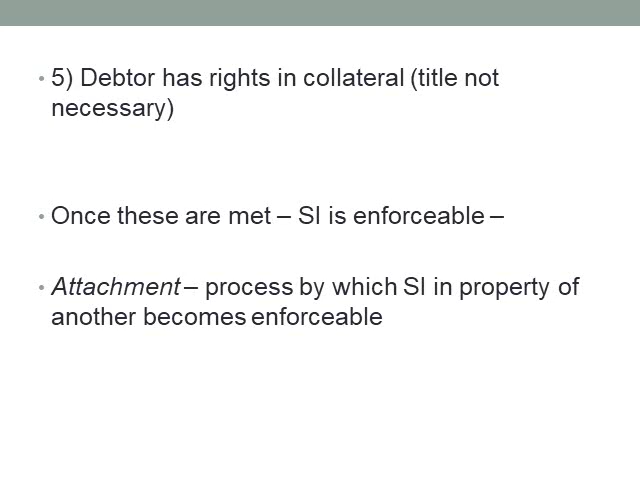 • 5) Debtor has rights in collateral (title not
necessary)
• Once these are met – SI is enforceable –
• Attachment – process by which SI in property of
another becomes enforceable